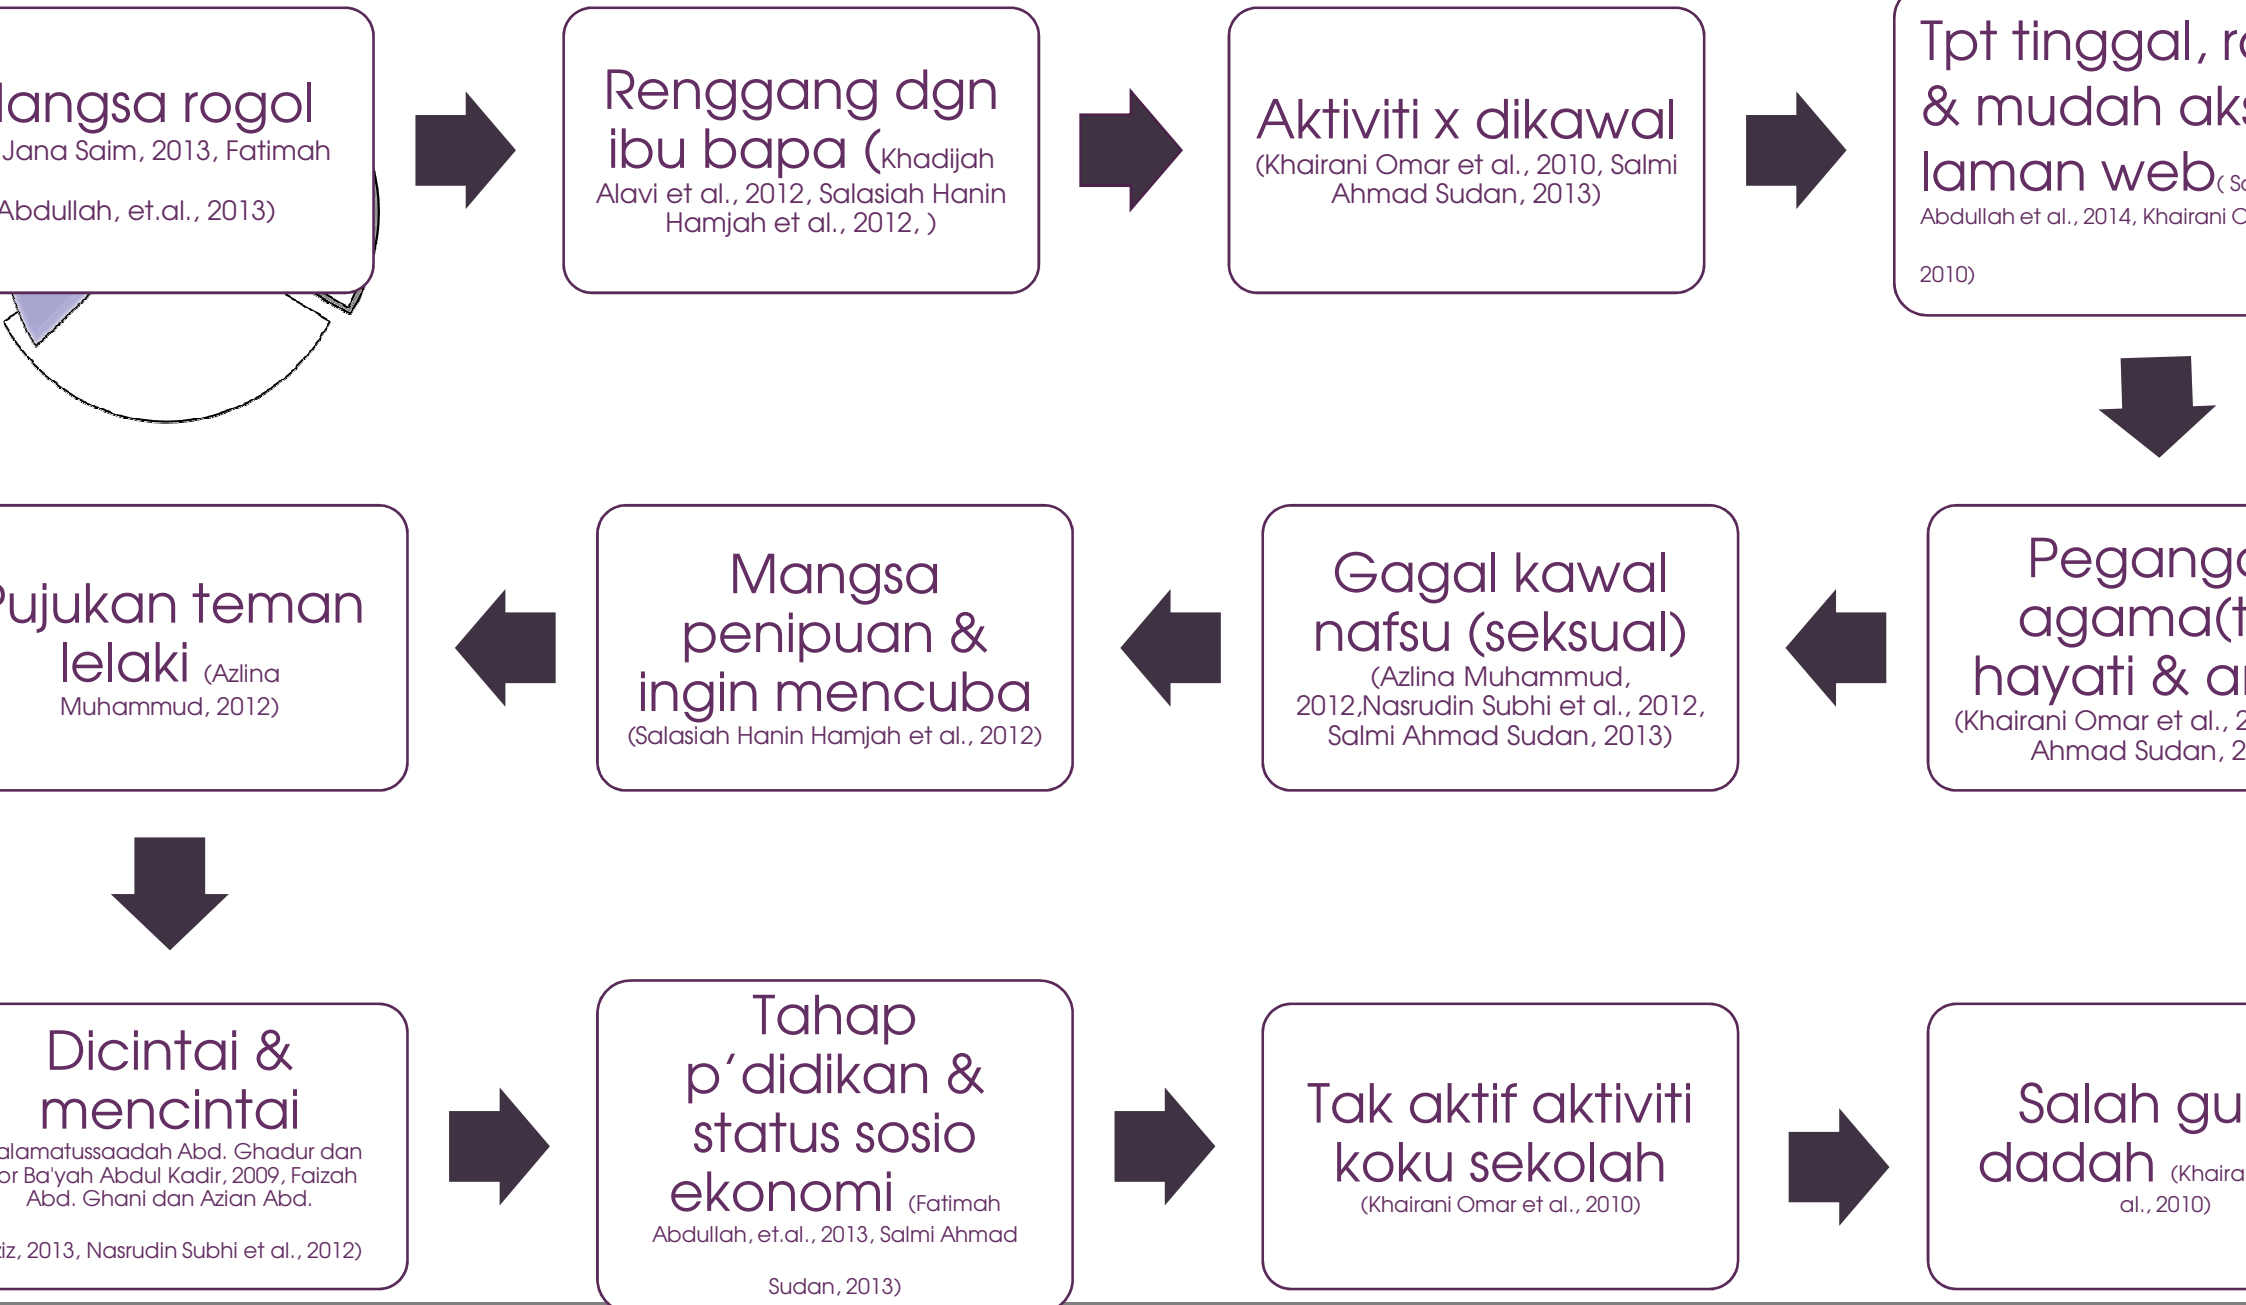 rogol
Jana Saim, 2013, Fatimah
Abdullah, et.al., 2013)
Renggang dgn
ibu bapa (Khadijah
Alavi et al., 2012, Salasiah Hanin
Hamjah et al., 2012, )
Aktiviti x dikawal
(Khairani Omar et al., 2010, Salmi
Ahmad Sudan, 2013)
Tpt tinggal,
& mudah
laman web(
Abdullah et al., 2014, Khairani
2010)
agama(
hayati &
(Khairani Omar et al.,
Ahmad Sudan,
Gagal kawal
nafsu (seksual)
(Azlina Muhammud,
2012,Nasrudin Subhi et al., 2012,
Salmi Ahmad Sudan, 2013)
Mangsa
penipuan &
ingin mencuba
(Salasiah Hanin Hamjah et al., 2012)
Pujukan teman
lelaki (Azlina
Muhammud, 2012)
Dicintai &
mencintai
Abd. Ghadur dan
Ba'yah Abdul Kadir, 2009, Faizah
Abd. Ghani dan Azian Abd.
2013, Nasrudin Subhi et al., 2012)
Tahap
p'didikan &
status sosio
ekonomi (Fatimah
Abdullah, et.al., 2013, Salmi Ahmad
Sudan, 2013)
Tak aktif aktiviti
koku sekolah
(Khairani Omar et al., 2010)
Salah
dadah
al., 2010)